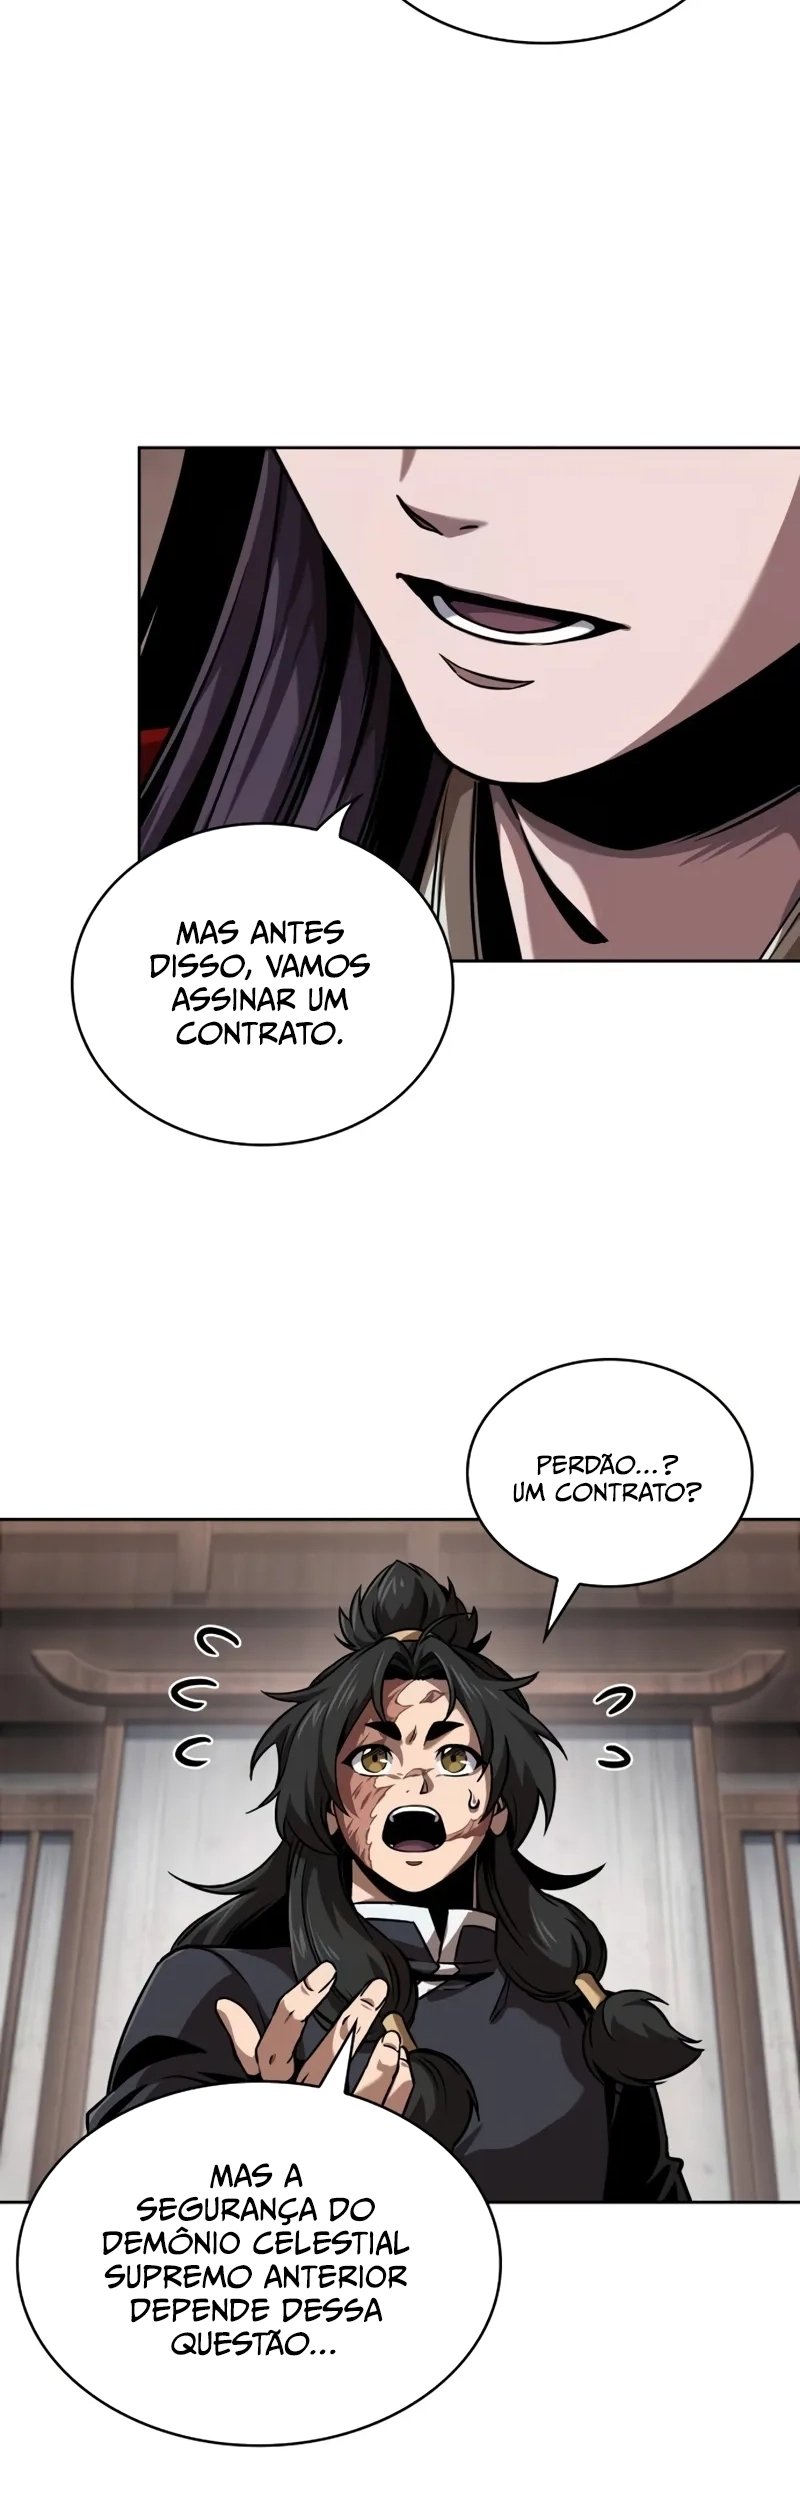 MAS ANTES
DISSO, VAMOS
ASSINAR UM
CONTRATO.
PERDÃO...?
UM CONTRATO?
MAS A
SEGURANÇA DO
DEMÔNIO CELESTIAL
SUPREMO ANTERIOR
DEPENDE DESSA
QUESTÃO...